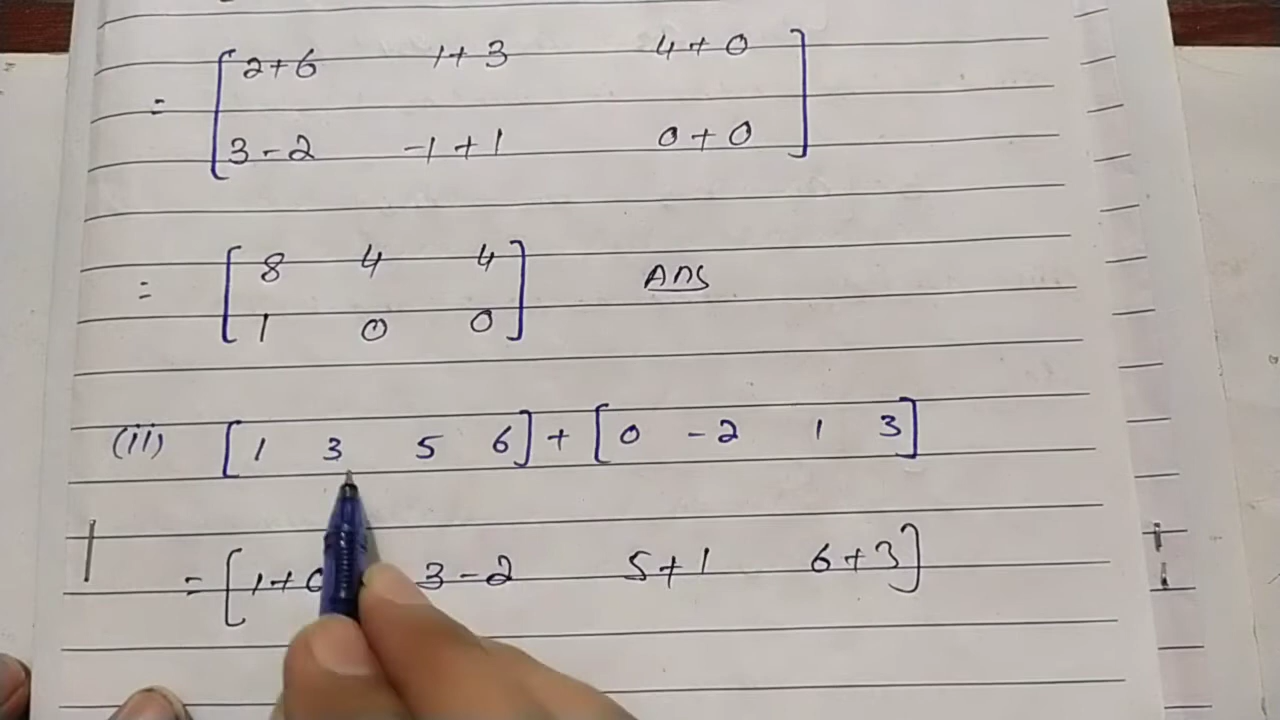 = [ 2+6 1+3 4+0
3-2 -1+1 0+0 ]
= [ 8 4 4
1 0 0 ] Ans
(ii) [ 1 3 5 6 ] + [ 0 -2 1 3 ]
= [ 1+0 3-2 5+1 6+3 ]